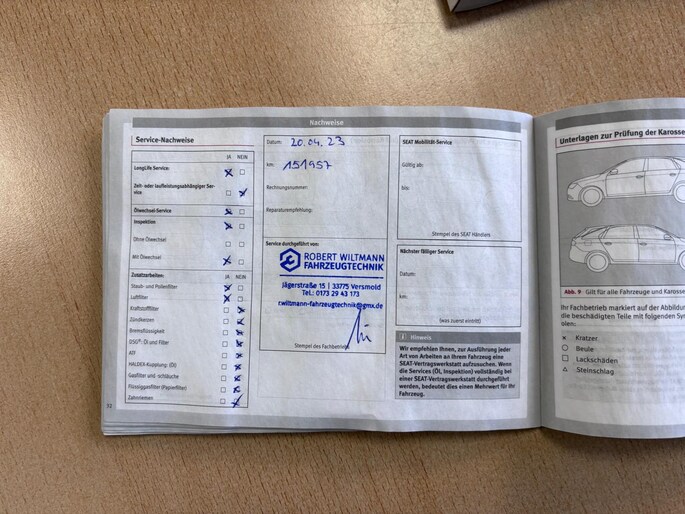 Nachweise
Service-Nachweise
JA NEIN
LongLife Service:
Zeit- oder laufleistungsabhängiger Ser-
vice
Ölwechsel-Service
Inspektion
Ohne Ölwechsel
Mit Ölwechsel
Zusatzarbeiten: JA NEIN
Staub- und Pollenfilter
Luftfilter
Kraftstofffilter
Zündkerzen
Bremsflüssigkeit
DSG®: Öl und Filter
ATF
HALDEX-Kupplung: (Öl)
Gasfilter und -schläuche
Flüssiggasfilter (Papierfilter)
Zahnriemen
Datum: 20.04.23
km: 151957
Rechnungsnummer:
Reparaturempfehlung:
Service durchgeführt von:
ROBERT WILTMANN
FAHRZEUGTECHNIK
Jägerstraße 15 | 33775 Versmold
Tel.: 0173 29 43 173
r.wiltmann-fahrzeugtechnik@gmx.de
Stempel des Fachbetriebs
SEAT Mobilität-Service
Gültig ab:
bis:
Stempel des SEAT Händlers
Nächster fälliger Service
Datum:
km:
(was zuerst eintritt)
Hinweis
Wir empfehlen Ihnen, zur Ausführung jeder
Art von Arbeiten an Ihrem Fahrzeug eine
SEAT-Vertragswerkstatt aufzusuchen. Wenn
die Services (Öl, Inspektion) vollständig bei
einer SEAT-Vertragswerkstatt durchgeführt
werden, bedeutet dies einen Mehrwert für Ihr
Fahrzeug.
Unterlagen zur Prüfung der Karosse
Abb. 9 Gilt für alle Fahrzeuge und Karosse
Ihr Fachbetrieb markiert auf der Abbildun
die beschädigten Teile mit folgenden Sy
olen:
× Kratzer
○ Beule
□ Lackschäden
△ Steinschlag